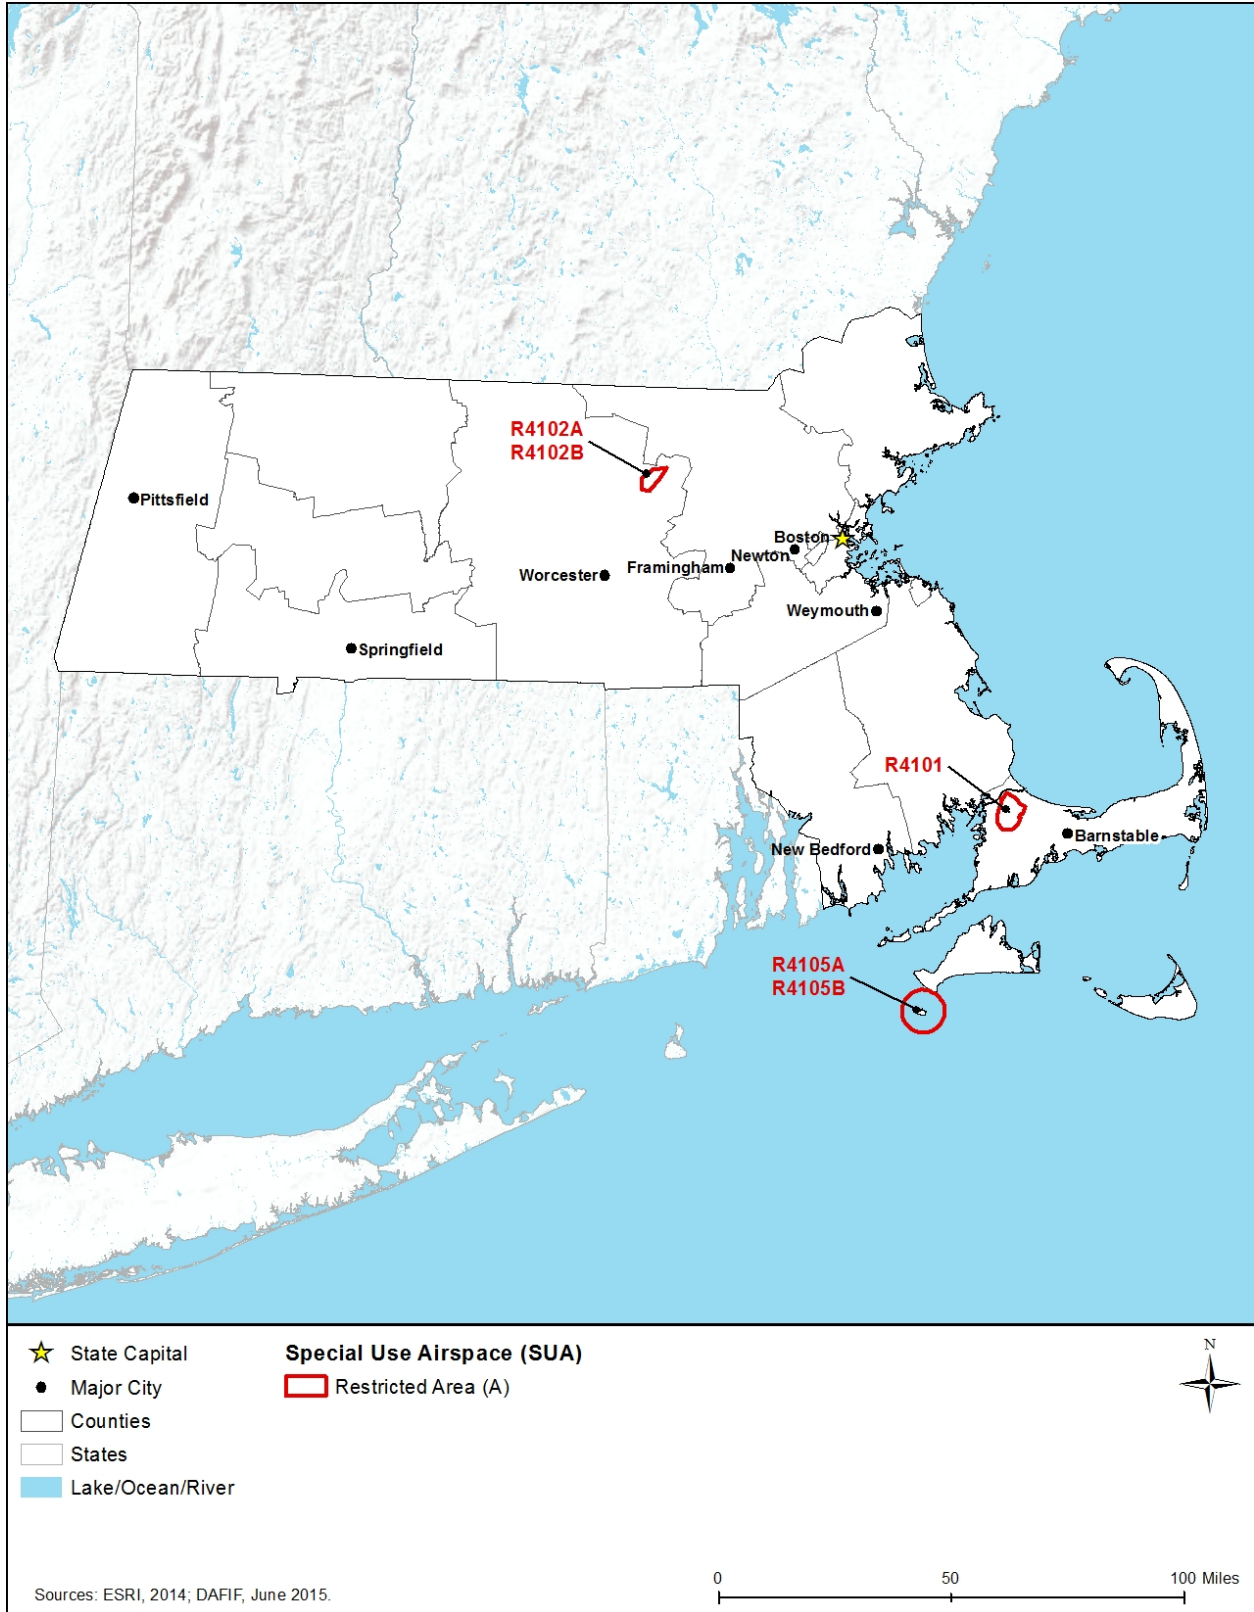 R4102A
R4102B
Pittsfield
Boston
Newton
Framingham
Worcester
Weymouth
Springfield
R4101
Barnstable
New Bedford
R4105A
R4105B
State Capital
Major City
Counties
States
Lake/Ocean/River
Special Use Airspace (SUA)
Restricted Area (A)
N
Sources: ESRI, 2014; DAFIF, June 2015.
0 50 100 Miles